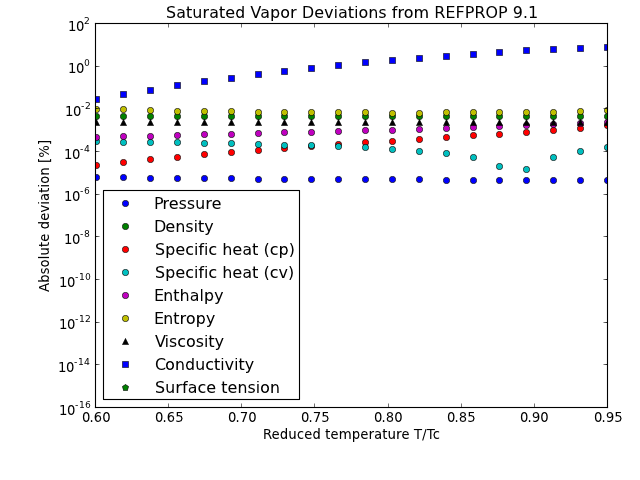 Saturated Vapor Deviations from REFPROP 9.1
Absolute deviation [%]
10^2
10^0
10^-2
10^-4
10^-6
10^-8
10^-10
10^-12
10^-14
10^-16
Pressure
Density
Specific heat (cp)
Specific heat (cv)
Enthalpy
Entropy
Viscosity
Conductivity
Surface tension
0.60 0.65 0.70 0.75 0.80 0.85 0.90 0.95
Reduced temperature T/Tc